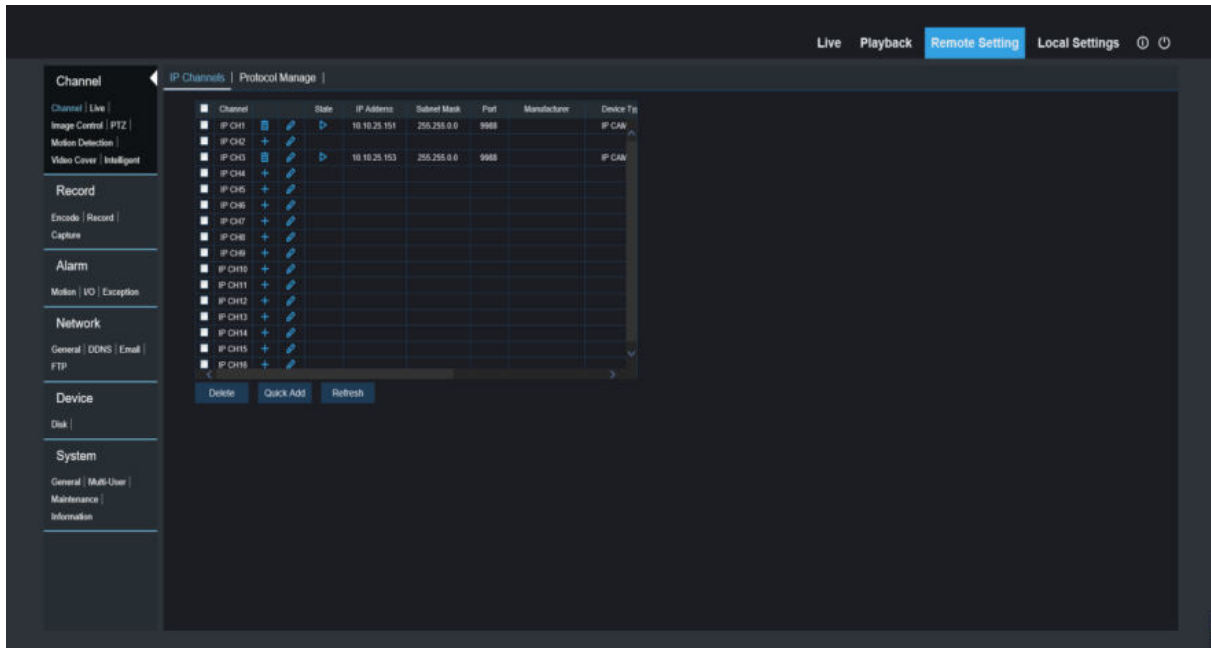 Live Playback Remote Setting Local Settings
Channel
Channel | Live |
Image Control | PTZ |
Motion Detection |
Video Cover | Intelligent
Record
Encode | Record |
Capture
Alarm
Motion | I/O | Exception
Network
General | DDNS | Email |
FTP
Device
Disk |
System
General | Multi-User |
Maintenance |
Information
IP Channels | Protocol Manage |
Channel State IP Address Subnet Mask Port Manufacturer Device Ty
IP CH1 10.10.25.151 255.255.0.0 9988 IP CAM
IP CH2
IP CH3 10.10.25.153 255.255.0.0 9988 IP CAM
IP CH4
IP CH5
IP CH6
IP CH7
IP CH8
IP CH9
IP CH10
IP CH11
IP CH12
IP CH13
IP CH14
IP CH15
IP CH16
Delete Quick Add Refresh